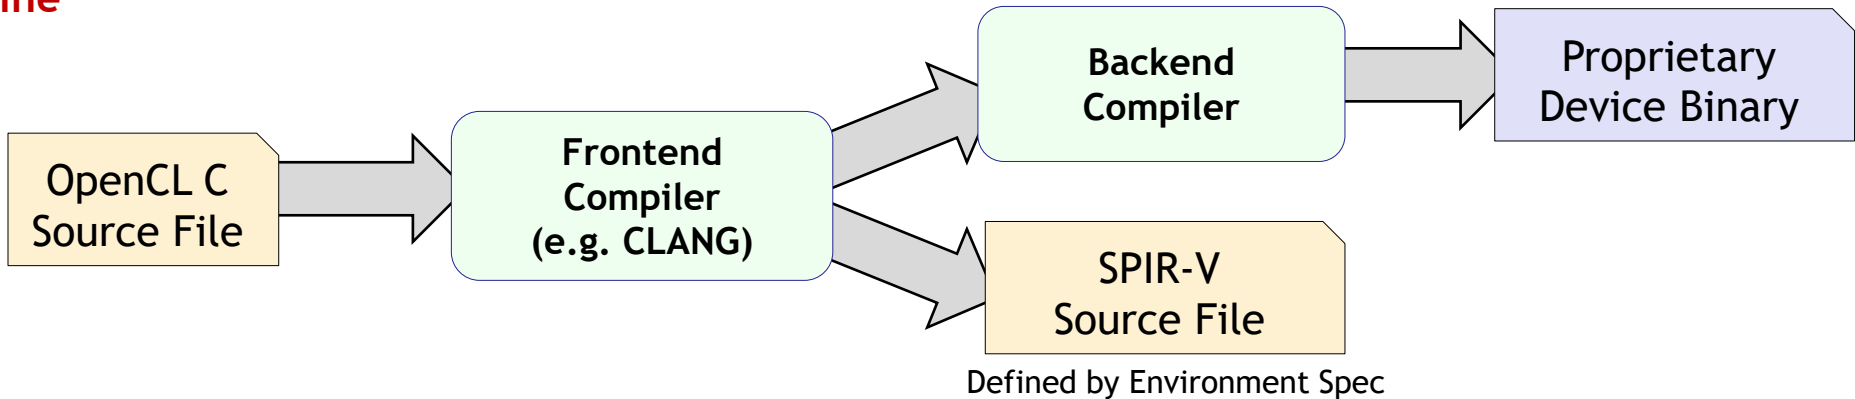 OpenCL C
Source File
Frontend
Compiler
(e.g. CLANG)
Backend
Compiler
Proprietary
Device Binary
SPIR-V
Source File
Defined by Environment Spec